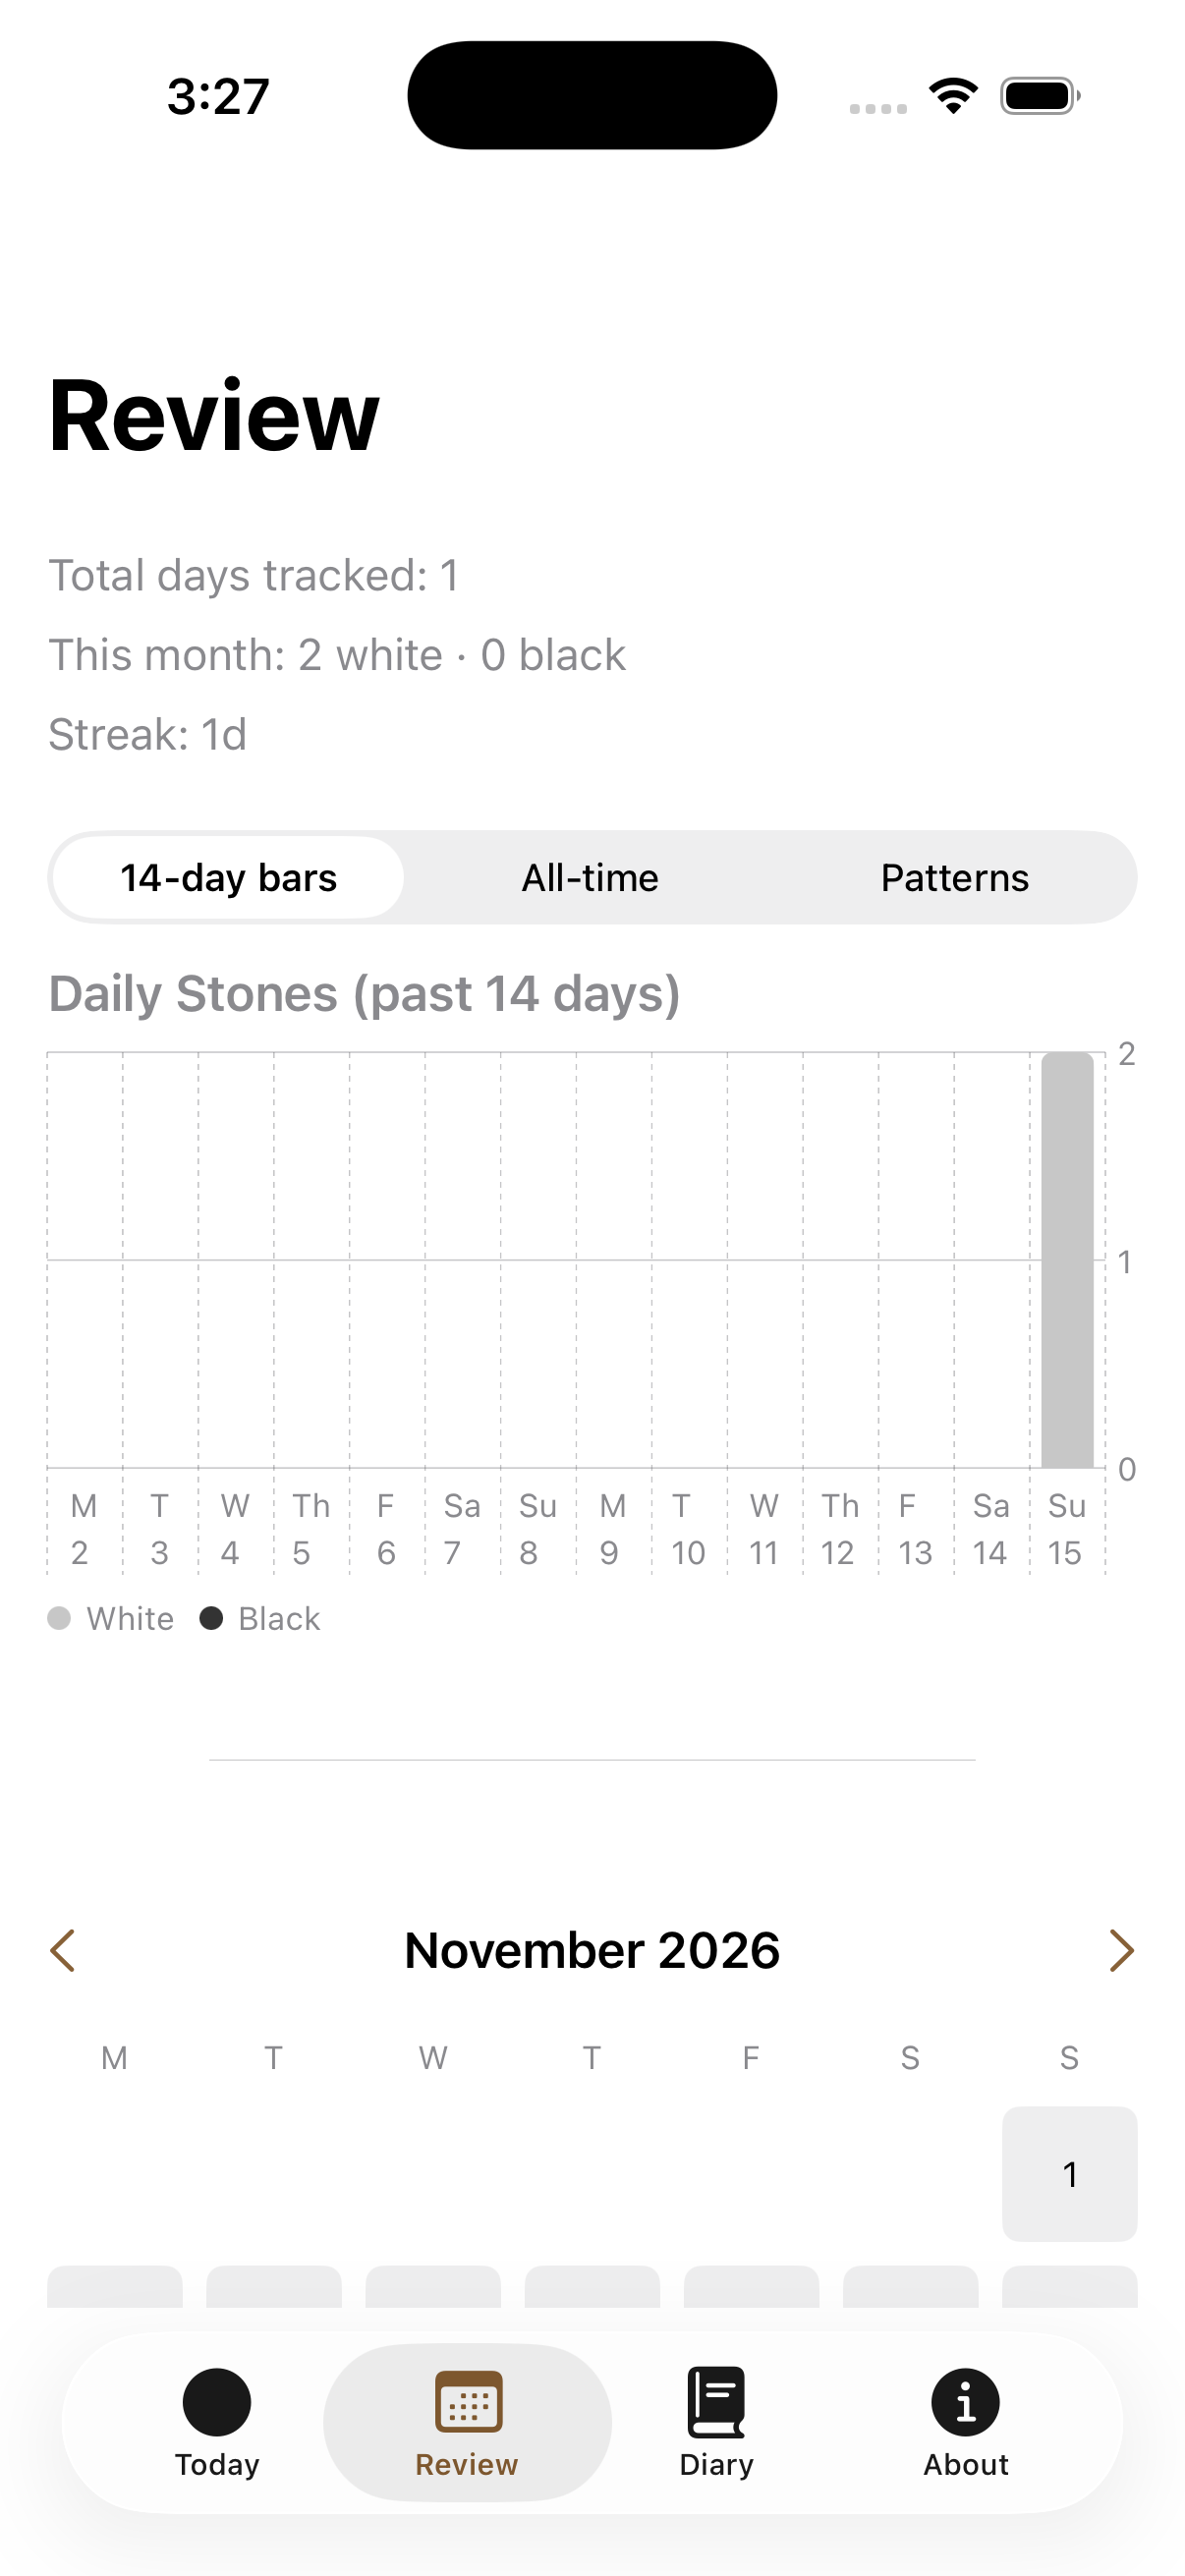 3:27
Review
Total days tracked: 1
This month: 2 white · 0 black
Streak: 1d
14-day bars All-time Patterns
Daily Stones (past 14 days)
2
1
0
M T W Th F Sa Su M T W Th F Sa Su
2 3 4 5 6 7 8 9 10 11 12 13 14 15
White Black
November 2026
M T W T F S S
1
Today Review Diary About